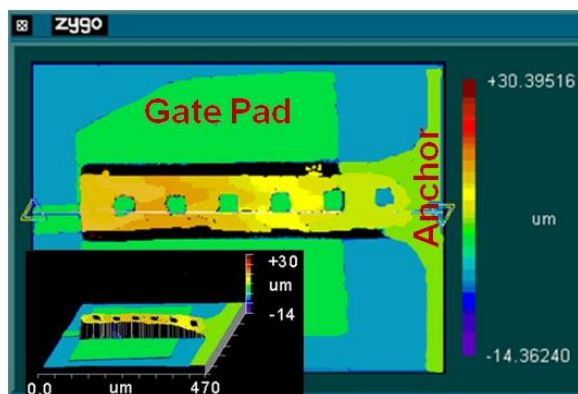 zygo
+30.39516
Gate Pad
Anchor
um
-14.36240
+30
um
-14
0.0 um 470